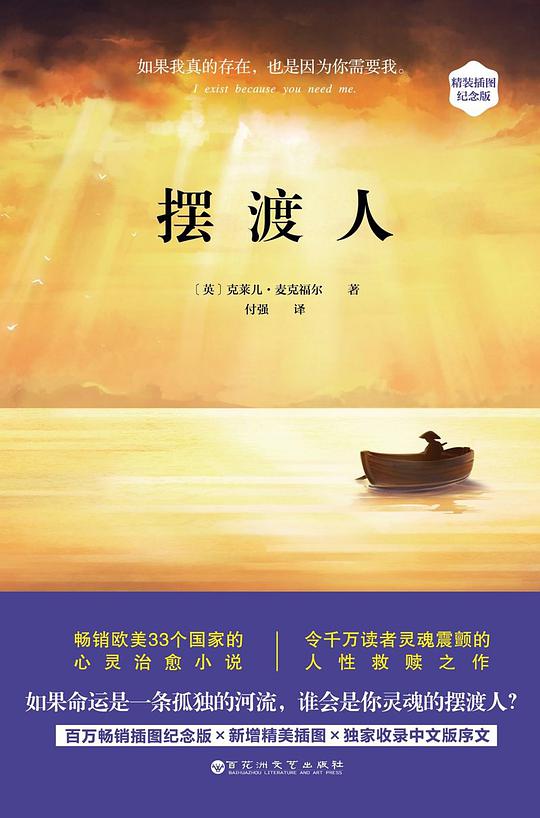 如果我真的存在，也是因为你需要我。
I exist because you need me.
精装插图
纪念版
摆渡人
［英］克莱儿·麦克福尔 著
付强 译
畅销欧美33个国家的
心灵治愈小说
令千万读者灵魂震颤的
人性救赎之作
如果命运是一条孤独的河流，谁会是你灵魂的摆渡人？
百万畅销插图纪念版×新增精美插图×独家收录中文版序文
百花洲文艺出版社
BAIHUAZHOU LITERATURE AND ART PRESS